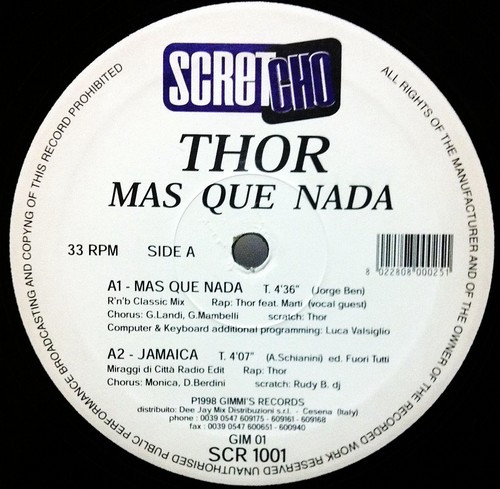 SCRETCHO
THOR
MAS QUE NADA
33 RPM SIDE A
8 022808 000251
A1 - MAS QUE NADA T. 4'36" (Jorge Ben)
R'n'b Classic Mix Rap: Thor feat. Marti (vocal guest)
Chorus: G.Landi, G.Mambelli scratch: Thor
Computer & Keyboard additional programming: Luca Valsiglio
A2 - JAMAICA T. 4'07" (A.Schianini) ed. Fuori Tutti
Miraggi di Città Radio Edit Rap: Thor
Chorus: Monica, D.Berdini scratch: Rudy B. dj
P1998 GIMMI'S RECORDS
distribuito: Dee Jay Mix Distribuzioni s.r.l. - Cesena (Italy)
phone : 0039 0547 609175 - 609161 - 609168
fax : 0039 0547 600651 - 600940
GIM 01
SCR 1001
ALL RIGHTS OF THE MANUFACTURER AND OF THE OWNER OF THE RECORDED WORK RESERVED UNAUTHORISED PUBLIC PERFORMANCE BROADCASTING AND COPYNG OF THIS RECORD PROHIBITED